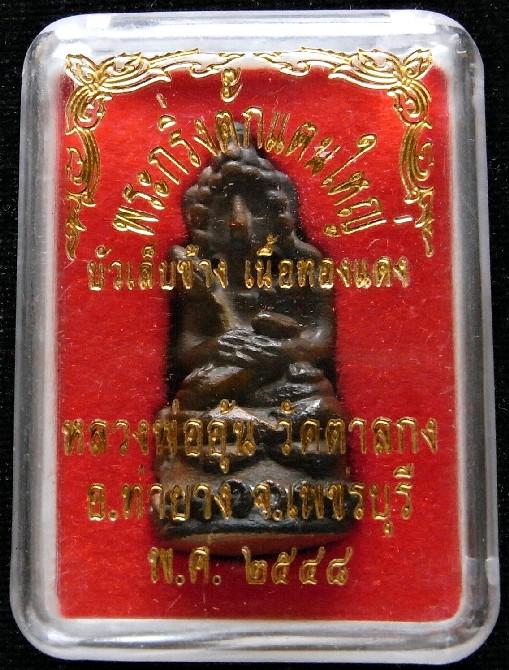 พระกริ่งตั๊กแตนใหญ่
บัวเล็บช้าง เนื้อทองแดง
หลวงพ่ออุ้น วัดตาลกง
อ.ท่ายาง จ.เพชรบุรี
พ.ศ. ๒๕๔๘